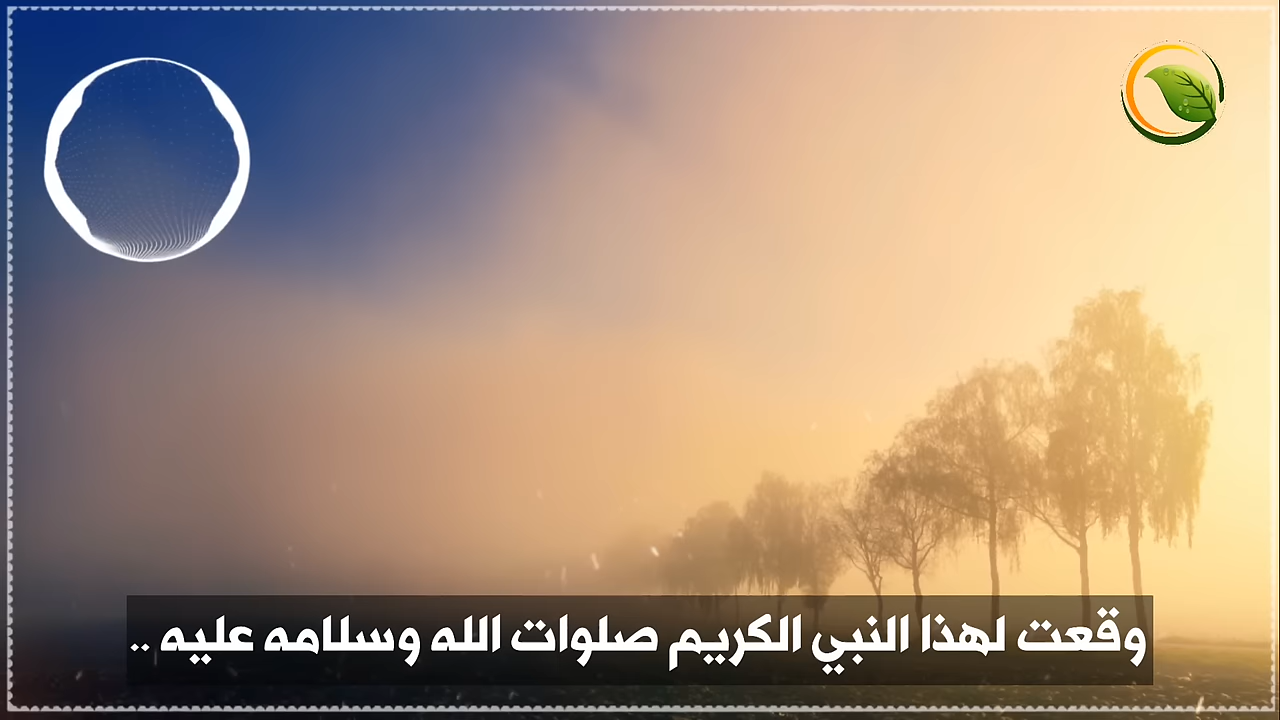 وقعت لهذا النبي الكريم صلوات الله وسلامه عليه ..